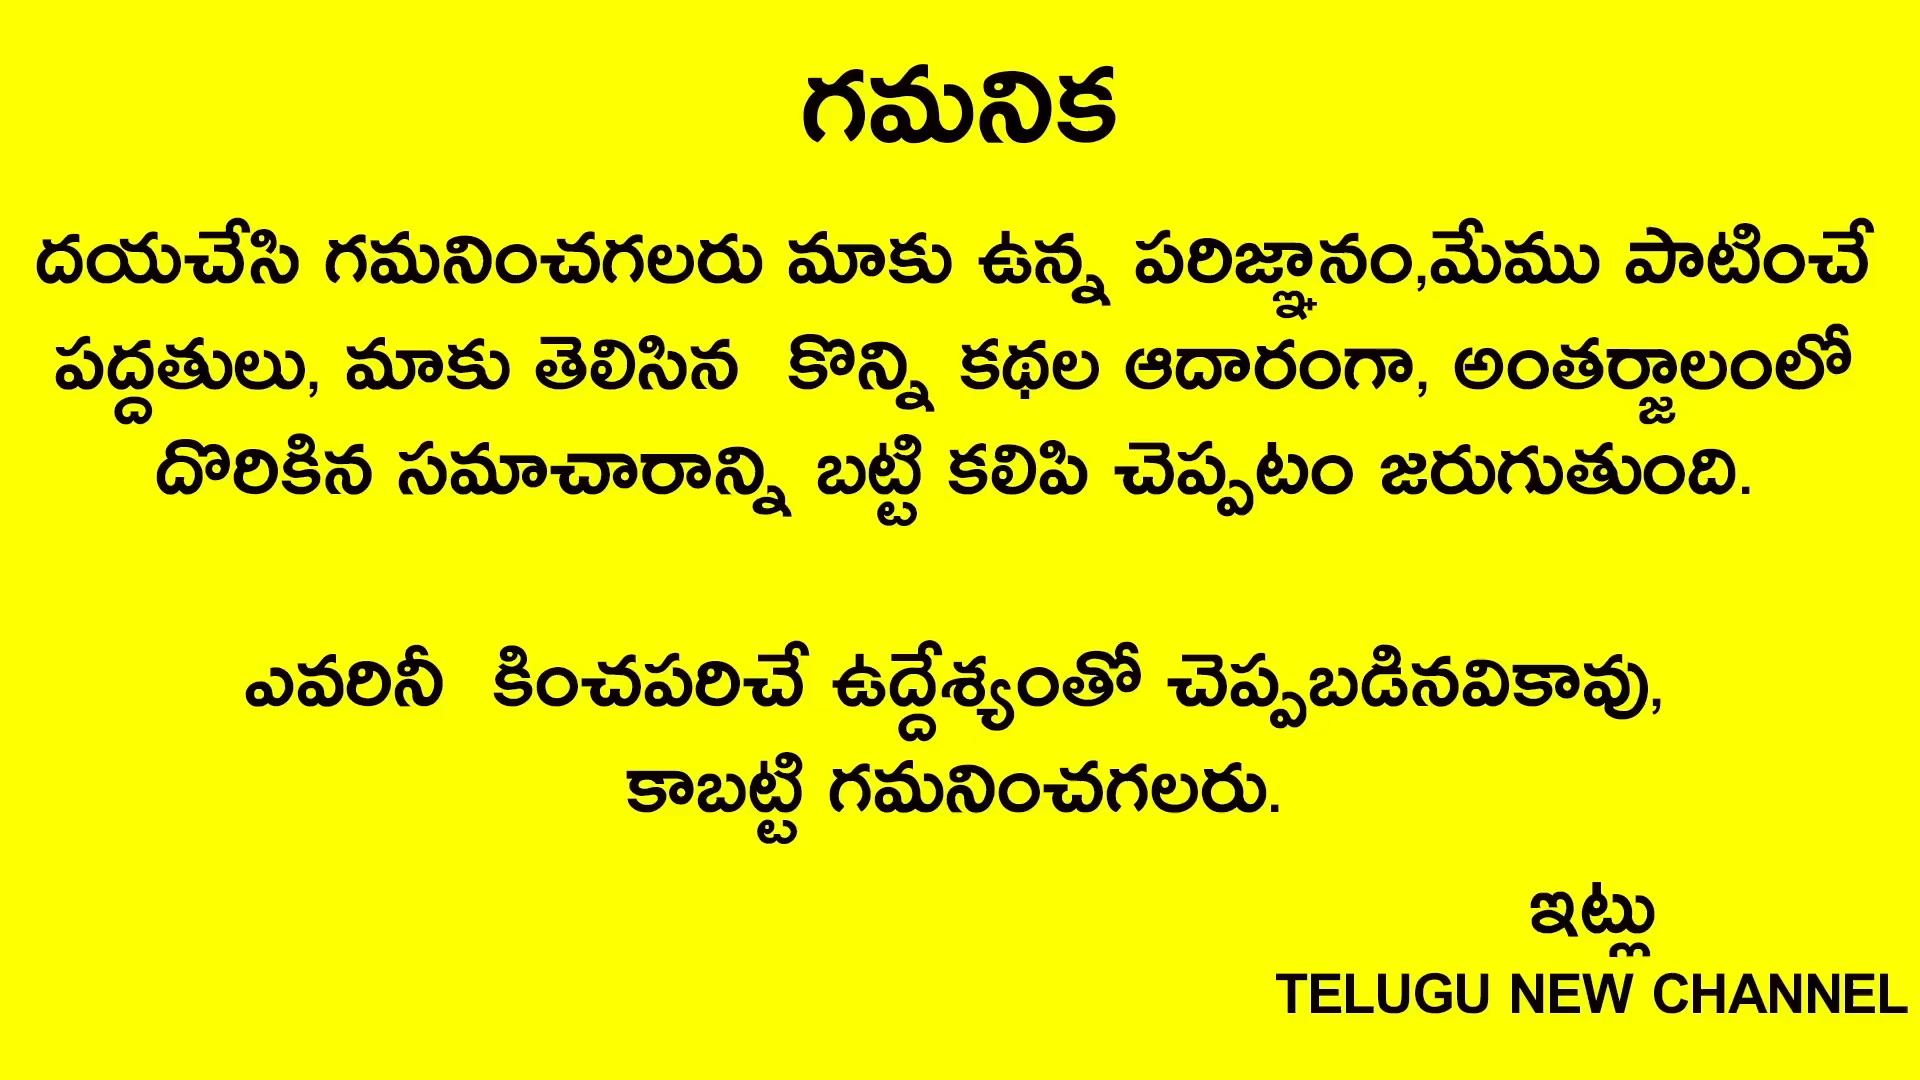 గమనిక
దయచేసి గమనించగలరు మాకు ఉన్న పరిజ్ఞానం,మేము పాటించే
పద్దతులు, మాకు తెలిసిన కొన్ని కథల ఆదారంగా, అంతర్జాలంలో
దొరికిన సమాచారాన్ని బట్టి కలిపి చెప్పటం జరుగుతుంది.
ఎవరినీ కించపరిచే ఉద్దేశ్యంతో చెప్పబడినవికావు,
కాబట్టి గమనించగలరు.
ఇట్లు
TELUGU NEW CHANNEL